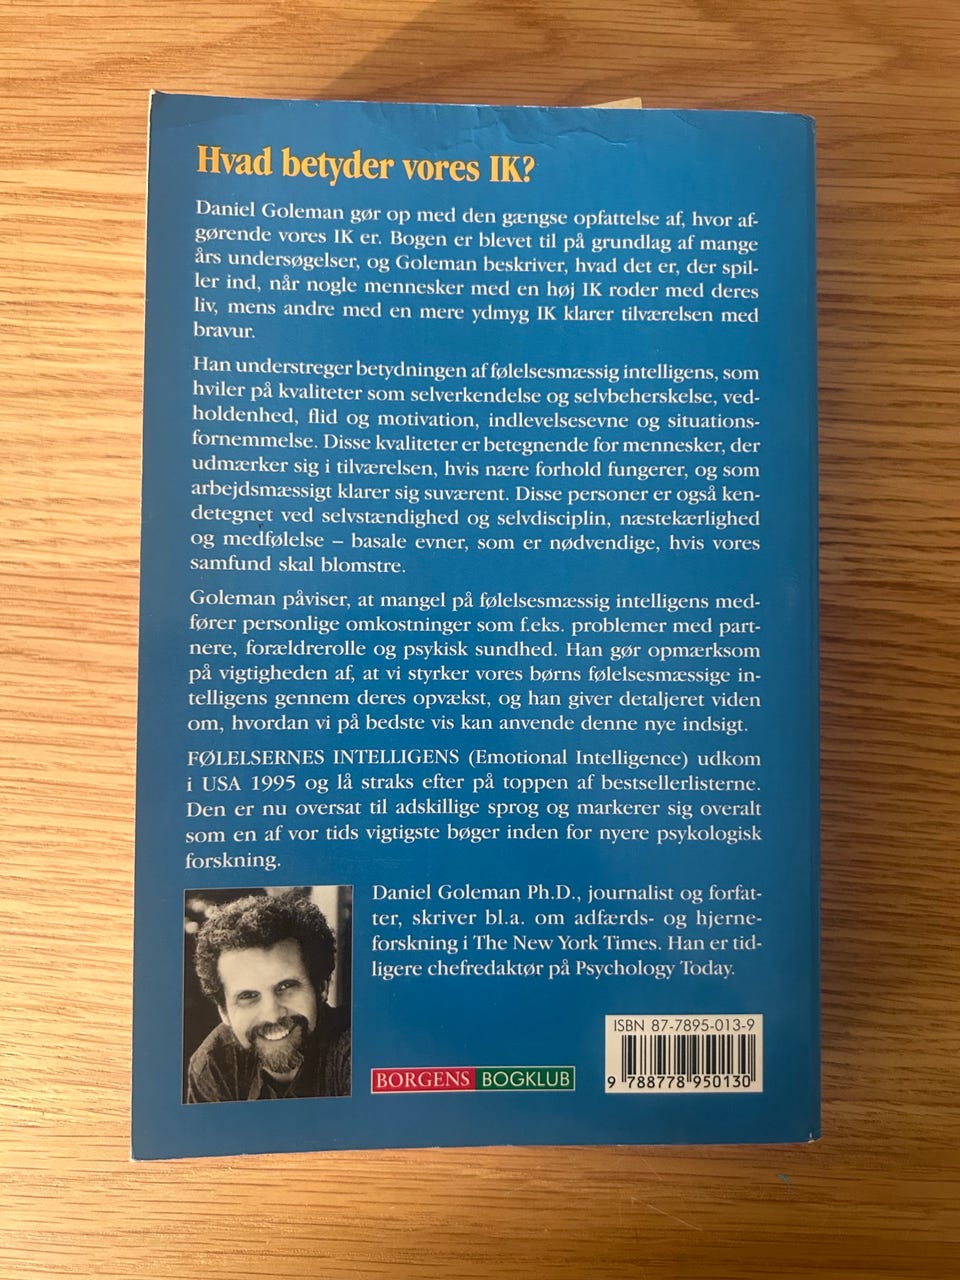 Hvad betyder vores IK?
Daniel Goleman gør op med den gængse opfattelse af, hvor af-
gørende vores IK er. Bogen er blevet til på grundlag af mange
års undersøgelser, og Goleman beskriver, hvad det er, der spil-
ler ind, når nogle mennesker med en høj IK roder med deres
liv, mens andre med en mere ydmyg IK klarer tilværelsen med
bravur.
Han understreger betydningen af følelsesmæssig intelligens, som
hviler på kvaliteter som selverkendelse og selvbeherskelse, ved-
holdenhed, flid og motivation, indlevelsesevne og situations-
fornemmelse. Disse kvaliteter er betegnende for mennesker, der
udmærker sig i tilværelsen, hvis nære forhold fungerer, og som
arbejdsmæssigt klarer sig suværent. Disse personer er også ken-
detegnet ved selvstændighed og selvdisciplin, næstekærlighed
og medfølelse – basale evner, som er nødvendige, hvis vores
samfund skal blomstre.
Goleman påviser, at mangel på følelsesmæssig intelligens med-
fører personlige omkostninger som f.eks. problemer med part-
nere, forældrerolle og psykisk sundhed. Han gør opmærksom
på vigtigheden af, at vi styrker vores børns følelsesmæssige in-
telligens gennem deres opvækst, og han giver detaljeret viden
om, hvordan vi på bedste vis kan anvende denne nye indsigt.
FØLELSERNES INTELLIGENS (Emotional Intelligence) udkom
i USA 1995 og lå straks efter på toppen af bestsellerlisterne.
Den er nu oversat til adskillige sprog og markerer sig overalt
som en af vor tids vigtigste bøger inden for nyere psykologisk
forskning.
Daniel Goleman Ph.D., journalist og forfat-
ter, skriver bl.a. om adfærds- og hjerne-
forskning i The New York Times. Han er tid-
ligere chefredaktør på Psychology Today.
ISBN 87-7895-013-9
BORGENS BOGKLUB
9 788778 950130